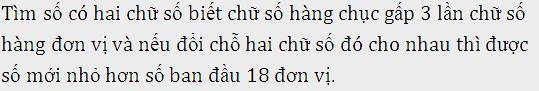 Tìm số có hai chữ số biết chữ số hàng chục gấp 3 lần chữ số
hàng đơn vị và nếu đổi chỗ hai chữ số đó cho nhau thì được
số mới nhỏ hơn số ban đầu 18 đơn vị.